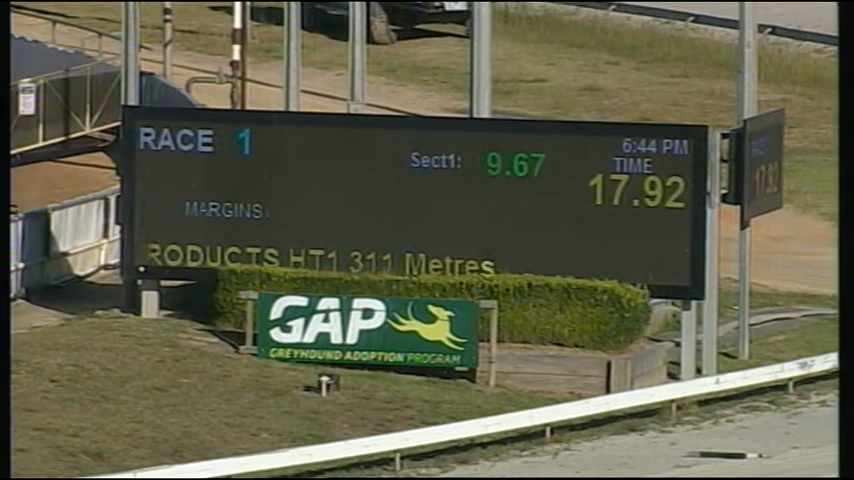 RACE 1
6:44 PM
Sect1: 9.67
TIME
17.92
MARGINS:
RODUCTS HT1 311 Metres
17.92
GAP
GREYHOUND ADOPTION PROGRAM